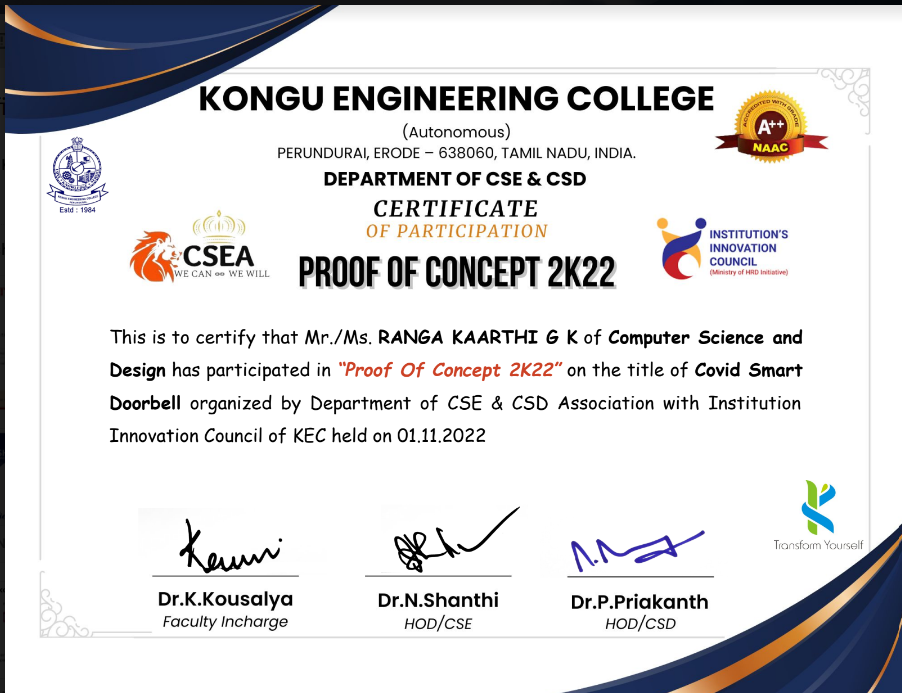 KONGU ENGINEERING COLLEGE
(Autonomous)
PERUNDURAI, ERODE – 638060, TAMIL NADU, INDIA.
DEPARTMENT OF CSE & CSD
ACCREDITED WITH GRADE
A++
NAAC
Estd : 1984
CERTIFICATE
OF PARTICIPATION
CSEA
WE CAN ∞ WE WILL
PROOF OF CONCEPT 2K22
INSTITUTION'S
INNOVATION
COUNCIL
(Ministry of HRD Initiative)
This is to certify that Mr./Ms. RANGA KAARTHI G K of Computer Science and
Design has participated in “Proof Of Concept 2K22” on the title of Covid Smart
Doorbell organized by Department of CSE & CSD Association with Institution
Innovation Council of KEC held on 01.11.2022
Transform Yourself
Dr.K.Kousalya
Faculty Incharge
Dr.N.Shanthi
HOD/CSE
Dr.P.Priakanth
HOD/CSD